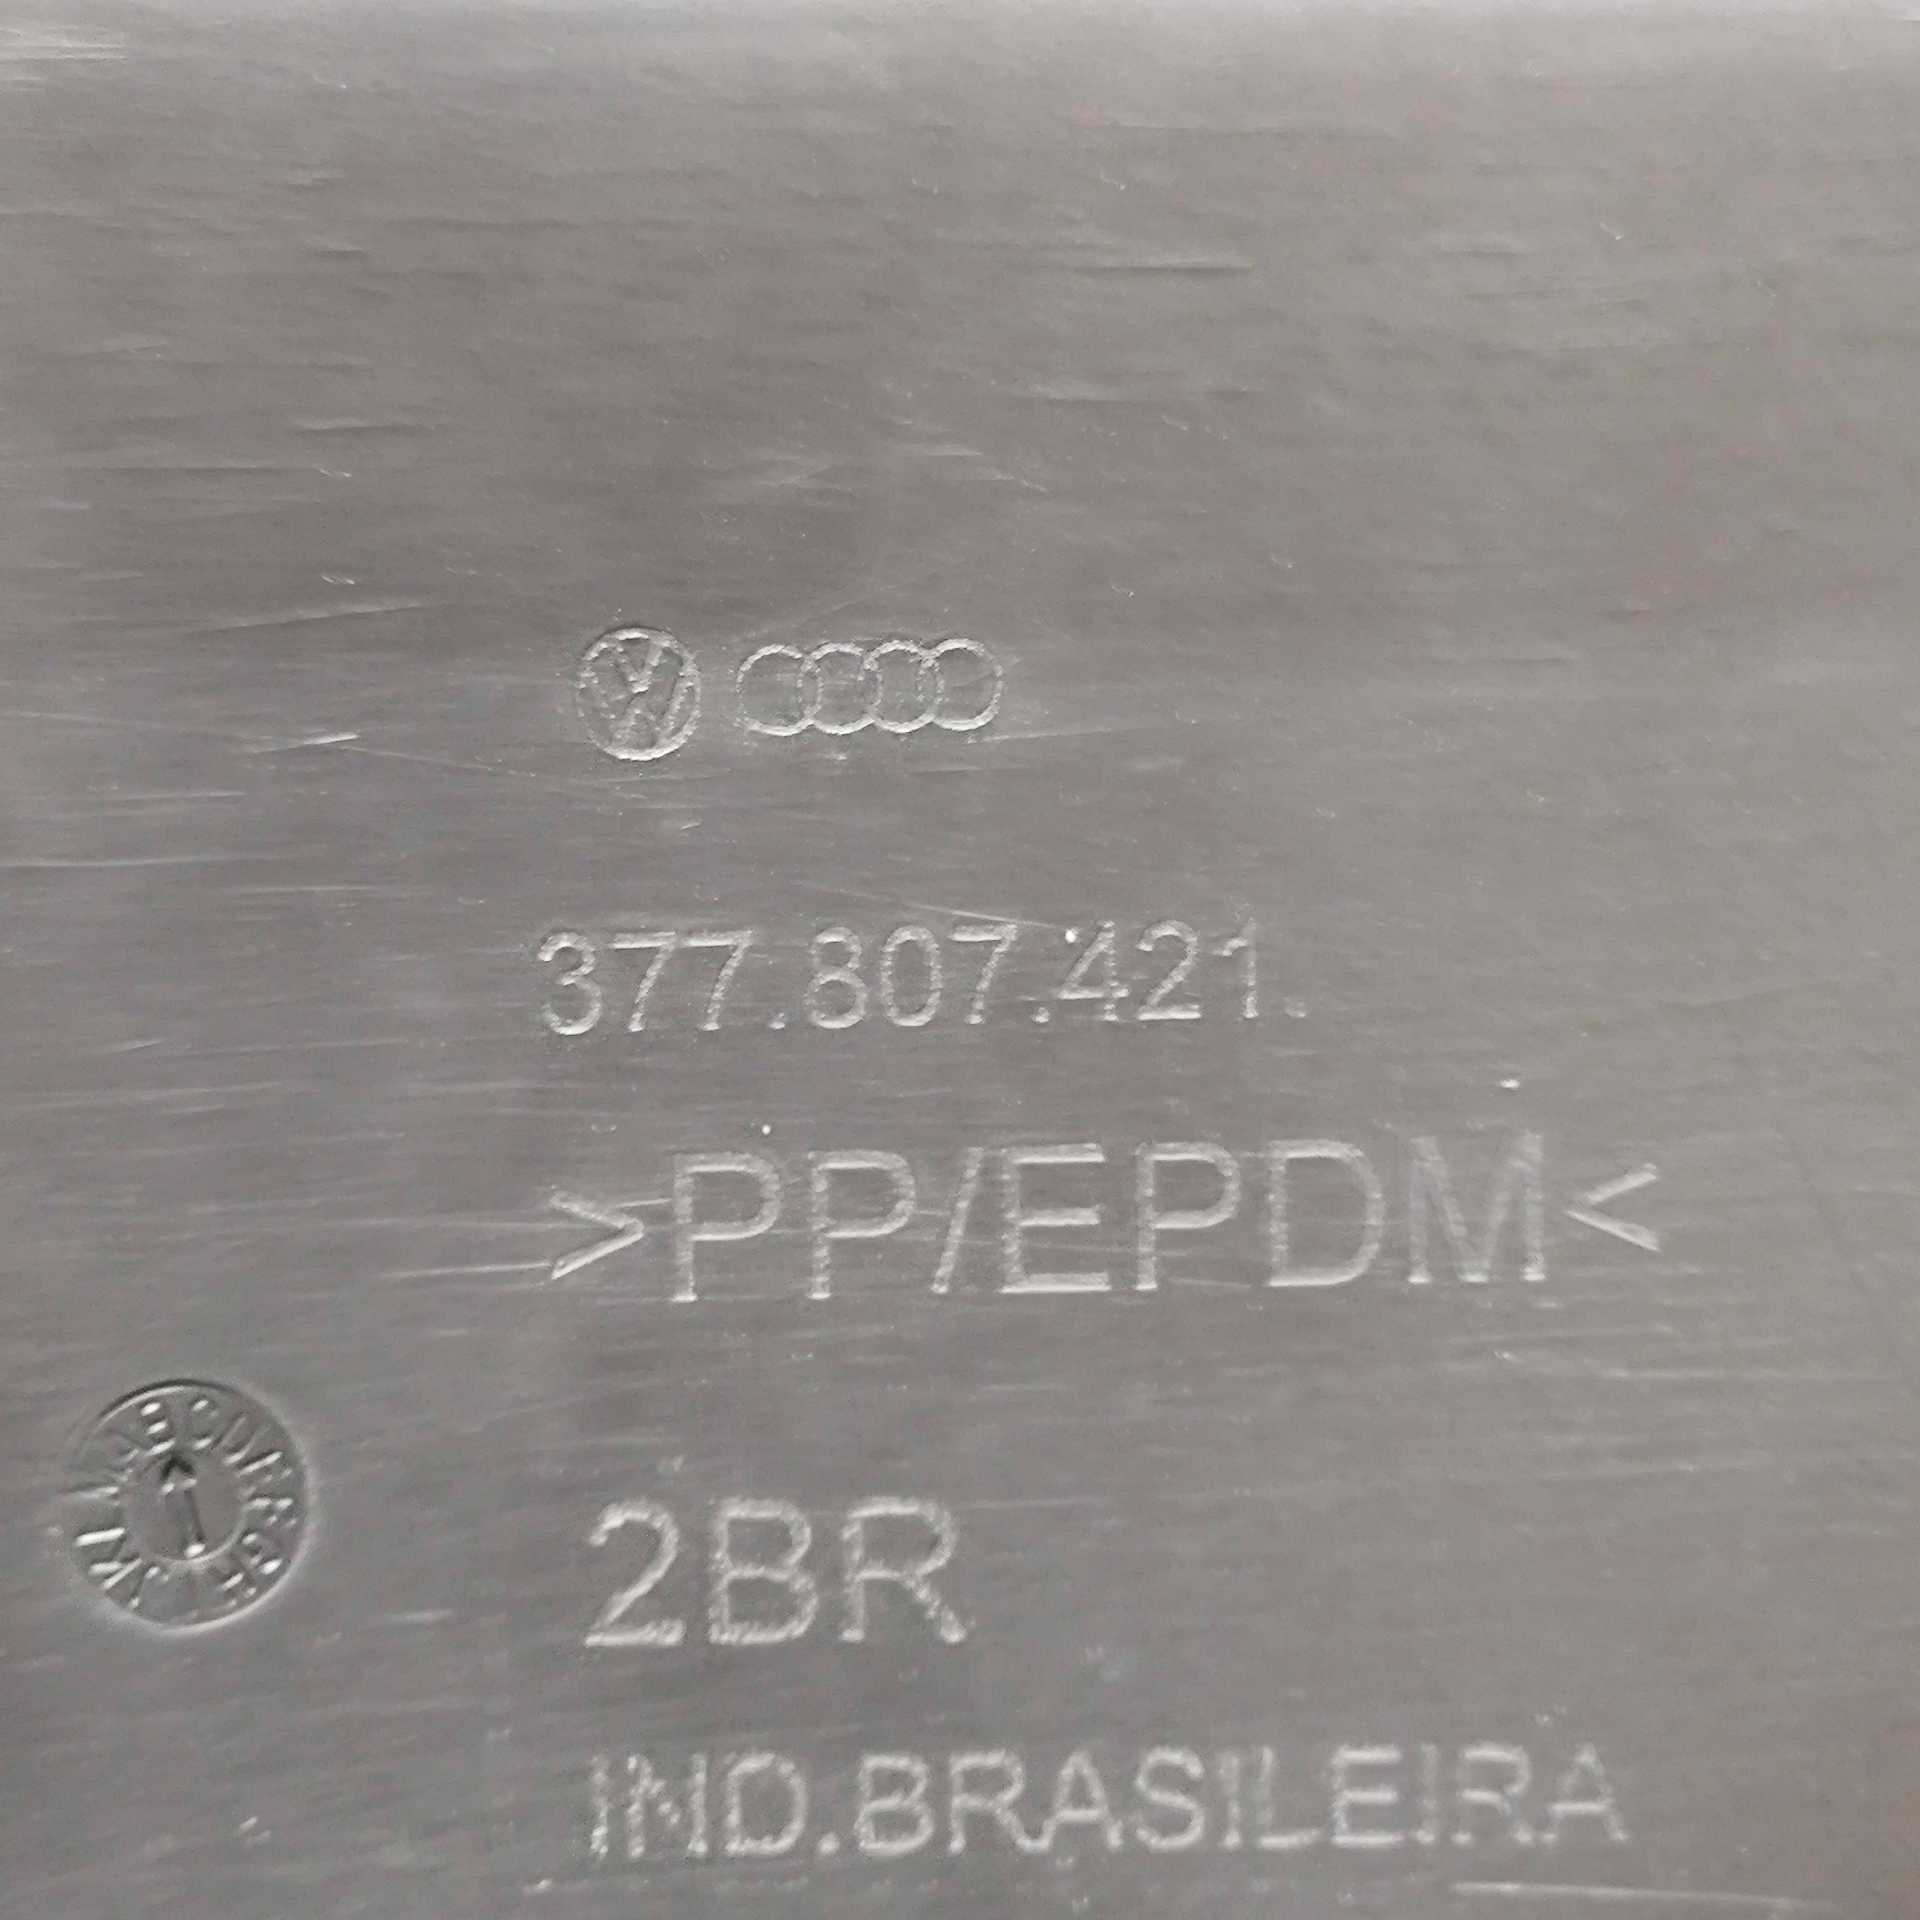 377.807.421.
>PP/EPDM<
2BR
IND.BRASILEIRA